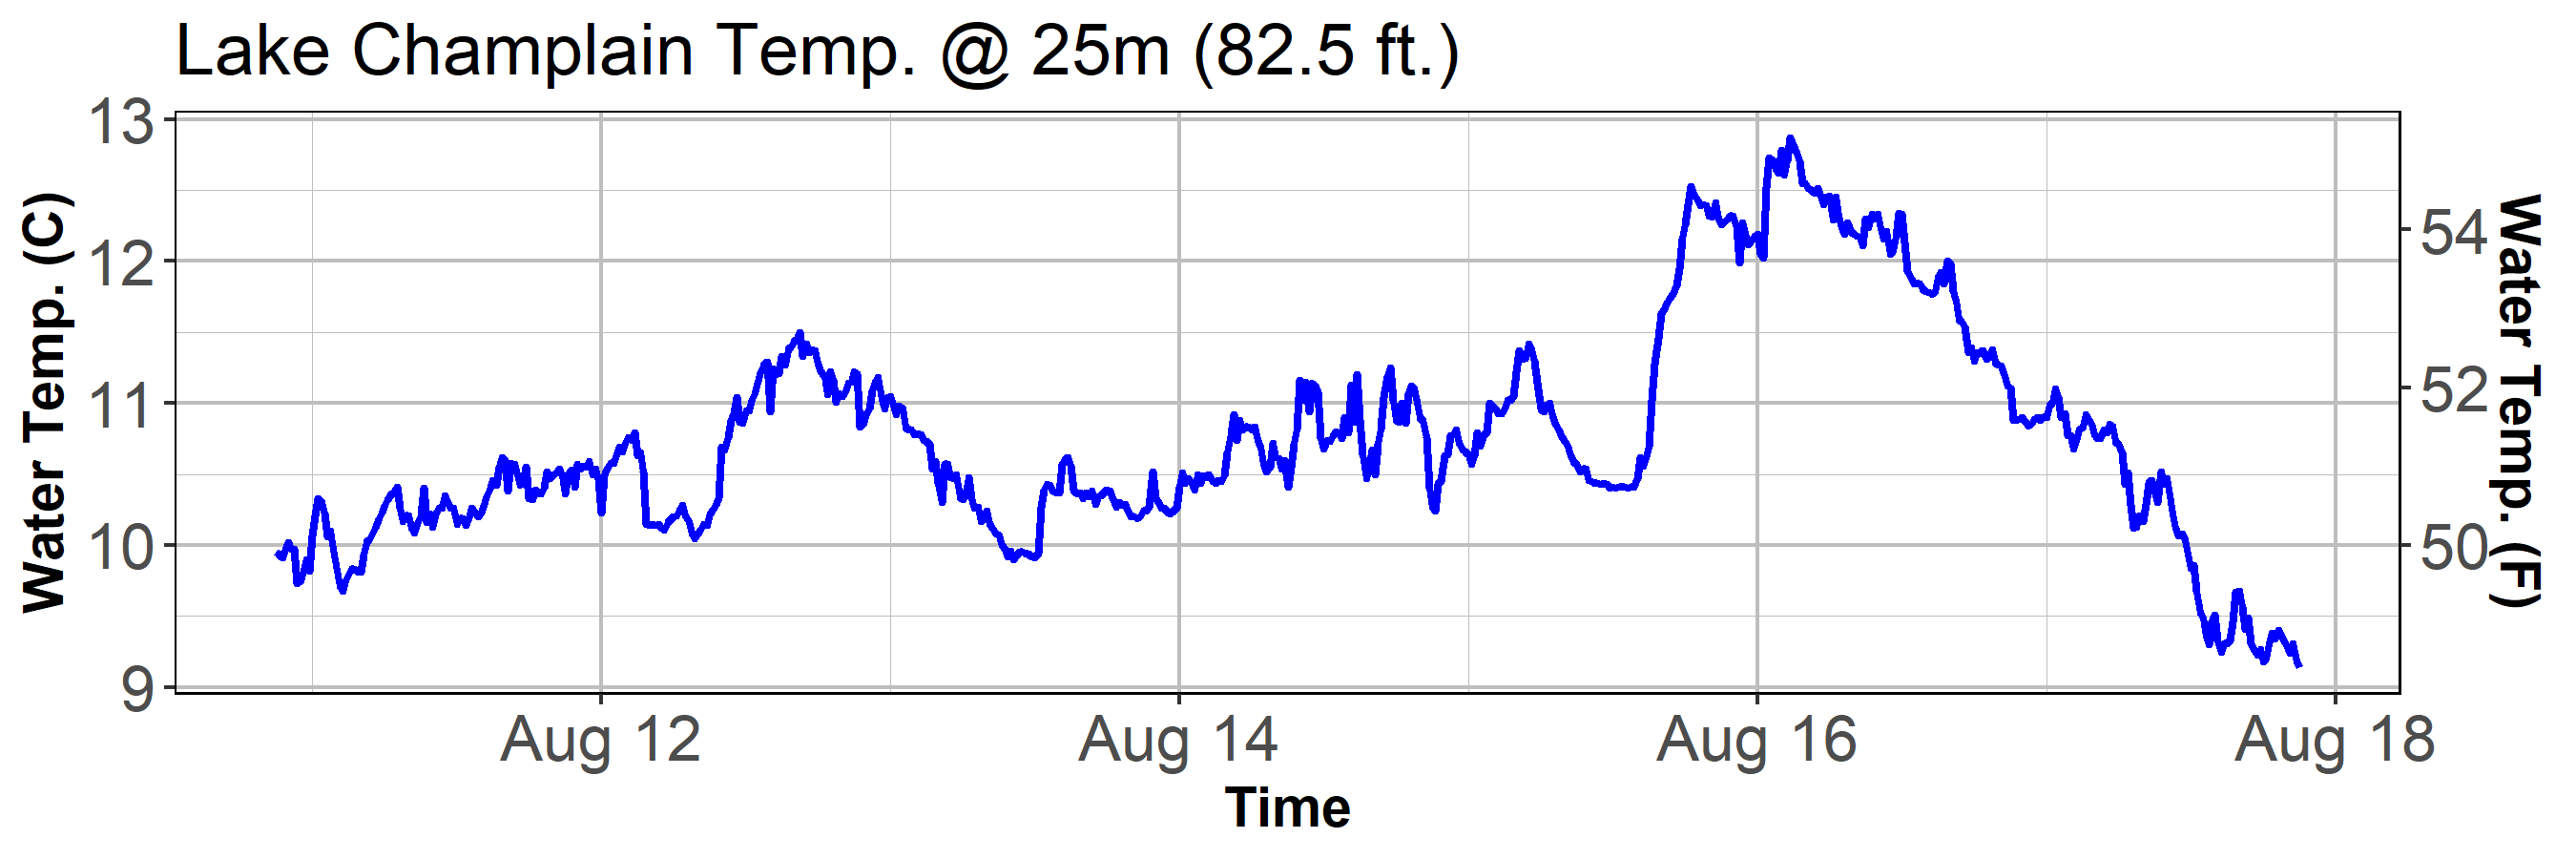 Lake Champlain Temp. @ 25m (82.5 ft.)
Water Temp. (C)
13
12
11
10
9
54
52
50
Water Temp. (F)
Aug 12 Aug 14 Aug 16 Aug 18
Time